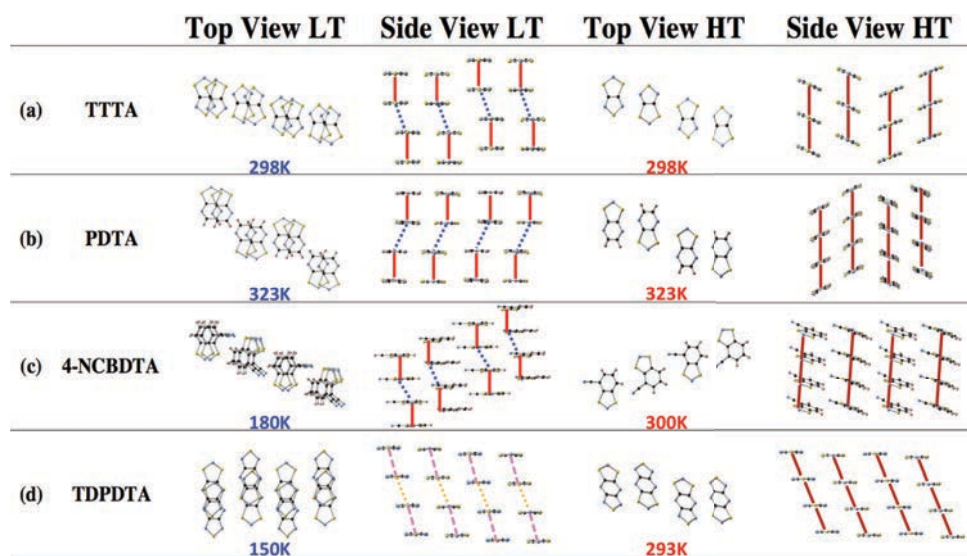 Top View LT Side View LT Top View HT Side View HT
(a) TTTA
298K 298K
(b) PDTA
323K 323K
(c) 4-NCBDTA
180K 300K
(d) TDPDTA
150K 293K